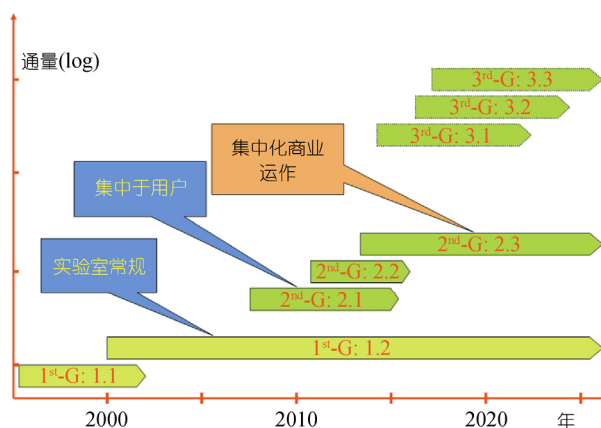 通量(log)
3rd-G: 3.3
3rd-G: 3.2
3rd-G: 3.1
集中化商业
运作
集中于用户
2nd-G: 2.3
实验室常规
2nd-G: 2.2
2nd-G: 2.1
1st-G: 1.2
1st-G: 1.1
2000
2010
2020
年